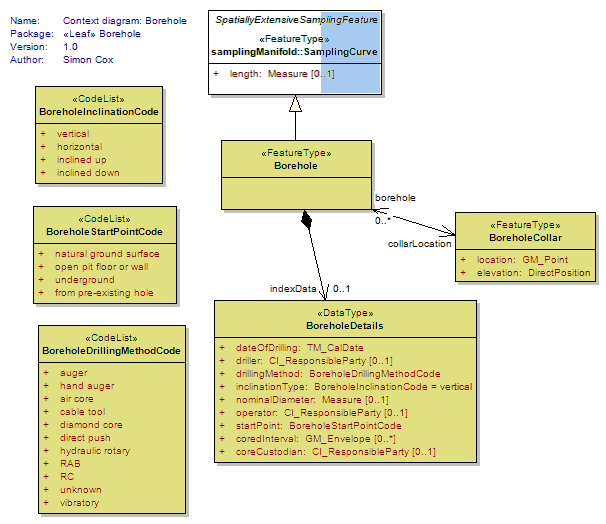 Name: Context diagram: Borehole
Package: «Leaf» Borehole
Version: 1.0
Author: Simon Cox
SpatiallyExtensiveSamplingFeature
«FeatureType»
samplingManifold::SamplingCurve
+ length: Measure [0..1]
«CodeList»
BoreholeInclinationCode
+ vertical
+ horizontal
+ inclined up
+ inclined down
«FeatureType»
Borehole
borehole
0..*
collarLocation
«FeatureType»
BoreholeCollar
+ location: GM_Point
+ elevation: DirectPosition
«CodeList»
BoreholeStartPointCode
+ natural ground surface
+ open pit floor or wall
+ underground
+ from pre-existing hole
indexData 0..1
«DataType»
BoreholeDetails
+ dateOfDrilling: TM_CalDate
+ driller: CI_ResponsibleParty [0..1]
+ drillingMethod: BoreholeDrillingMethodCode
+ inclinationType: BoreholeInclinationCode = vertical
+ nominalDiameter: Measure [0..1]
+ operator: CI_ResponsibleParty [0..1]
+ startPoint: BoreholeStartPointCode
+ coredInterval: GM_Envelope [0..*]
+ coreCustodian: CI_ResponsibleParty [0..1]
«CodeList»
BoreholeDrillingMethodCode
+ auger
+ hand auger
+ air core
+ cable tool
+ diamond core
+ direct push
+ hydraulic rotary
+ RAB
+ RC
+ unknown
+ vibratory